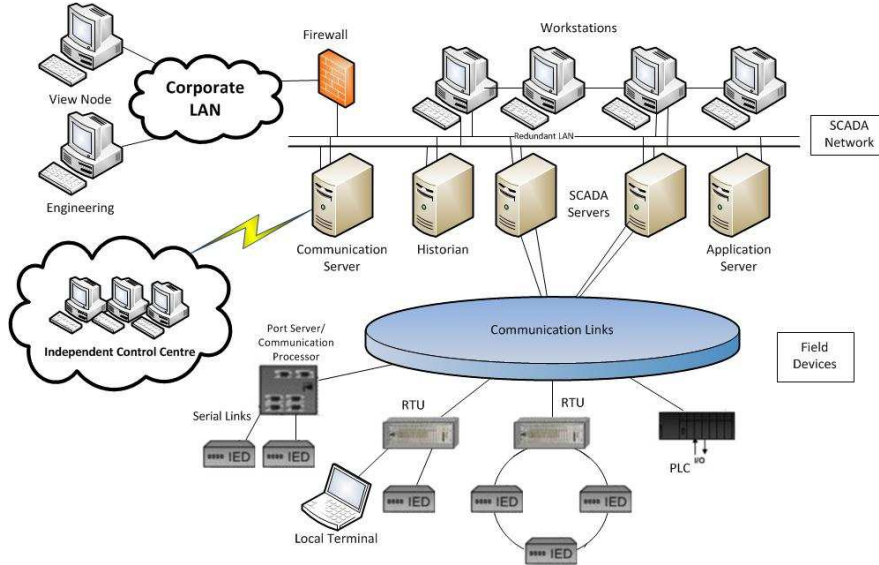 Firewall
Workstations
View Node
Corporate
LAN
Redundant LAN
SCADA
Network
Engineering
Communication
Server
Historian
SCADA
Servers
Application
Server
Independent Control Centre
Port Server/
Communication
Processor
Communication Links
Field
Devices
Serial Links
RTU
RTU
IED
IED
IED
IED
IED
IED
I/O
PLC
Local Terminal